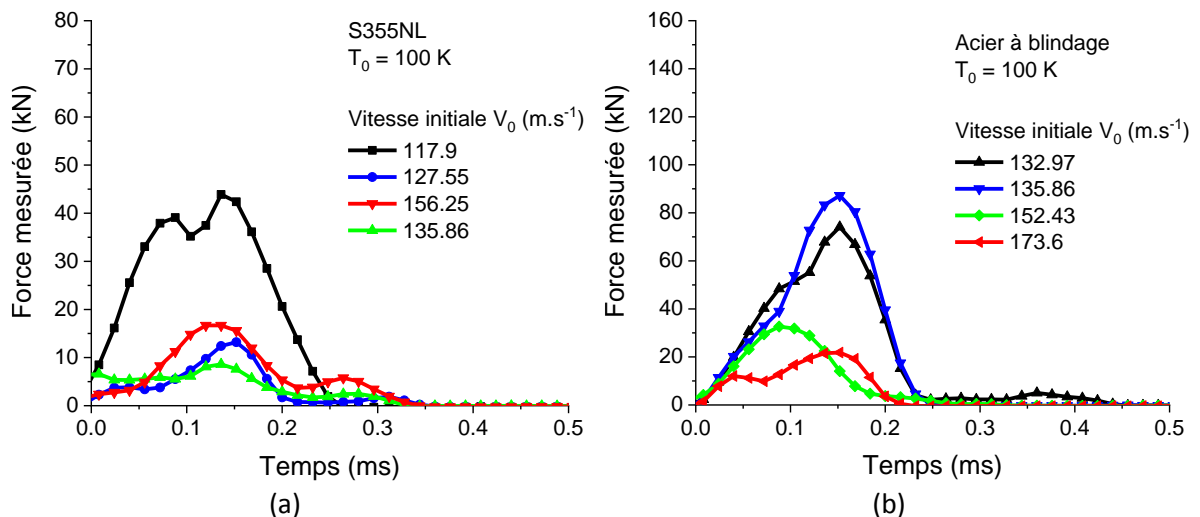 S355NL
T₀ = 100 K
Vitesse initiale V₀ (m.s⁻¹)
117.9
127.55
156.25
135.86
Force mesurée (kN)
80
70
60
50
40
30
20
10
0
0.0 0.1 0.2 0.3 0.4 0.5
Temps (ms)
(a)
Acier à blindage
T₀ = 100 K
Vitesse initiale V₀ (m.s⁻¹)
132.97
135.86
152.43
173.6
Force mesurée (kN)
160
140
120
100
80
60
40
20
0
0.0 0.1 0.2 0.3 0.4 0.5
Temps (ms)
(b)